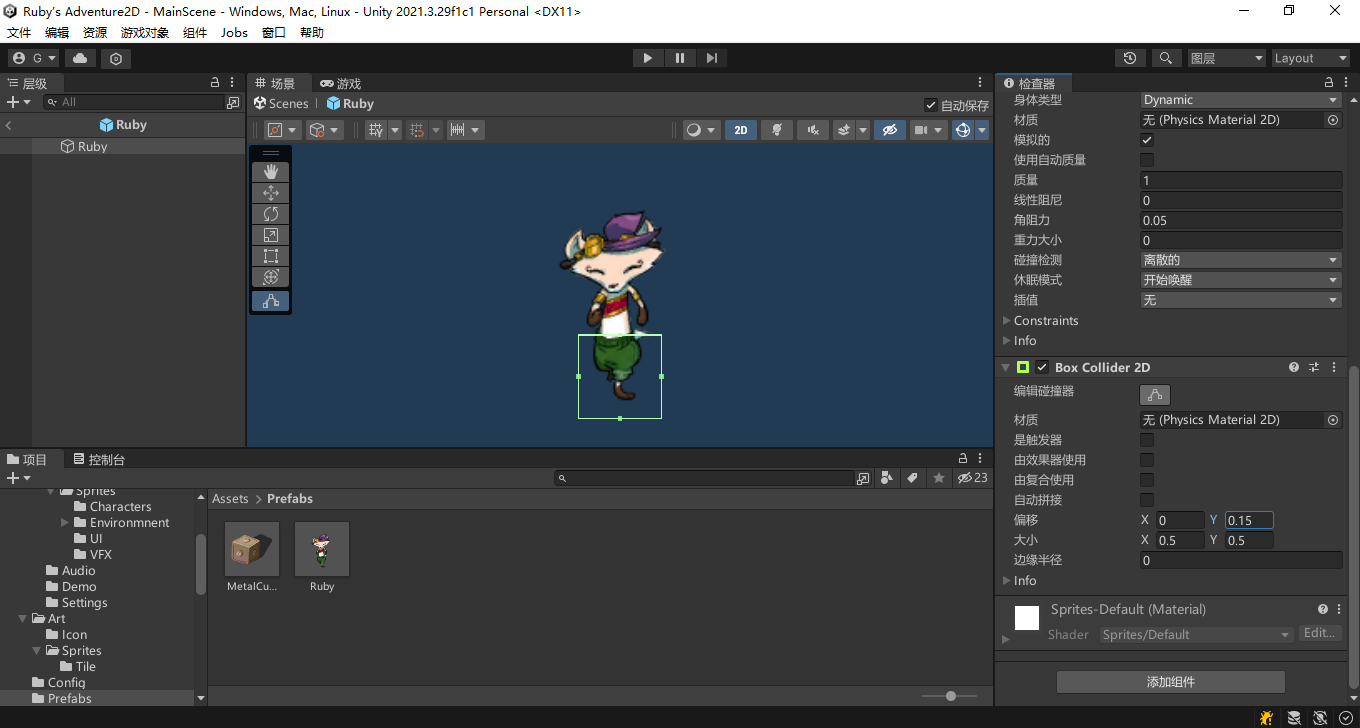 Ruby's Adventure2D - MainScene - Windows, Mac, Linux - Unity 2021.3.29f1c1 Personal <DX11>
文件 编辑 资源 游戏对象 组件 Jobs 窗口 帮助
G 图层 Layout
层级
All
Ruby
Ruby
场景 游戏
Scenes Ruby 自动保存
2D
检查器
身体类型 Dynamic
材质 无 (Physics Material 2D)
模拟的
使用自动质量
质量 1
线性阻尼 0
角阻力 0.05
重力大小 0
碰撞检测 离散的
休眠模式 开始唤醒
插值 无
Constraints
Info
Box Collider 2D
编辑碰撞器
材质 无 (Physics Material 2D)
是触发器
由效果器使用
由复合使用
自动拼接
偏移 X 0 Y 0.15
大小 X 0.5 Y 0.5
边缘半径 0
Info
Sprites-Default (Material)
Shader Sprites/Default Edit...
添加组件
项目 控制台
23
Sprites
Characters
Environmnent
UI
VFX
Audio
Demo
Settings
Art
Icon
Sprites
Tile
Config
Prefabs
Assets > Prefabs
MetalCu... Ruby